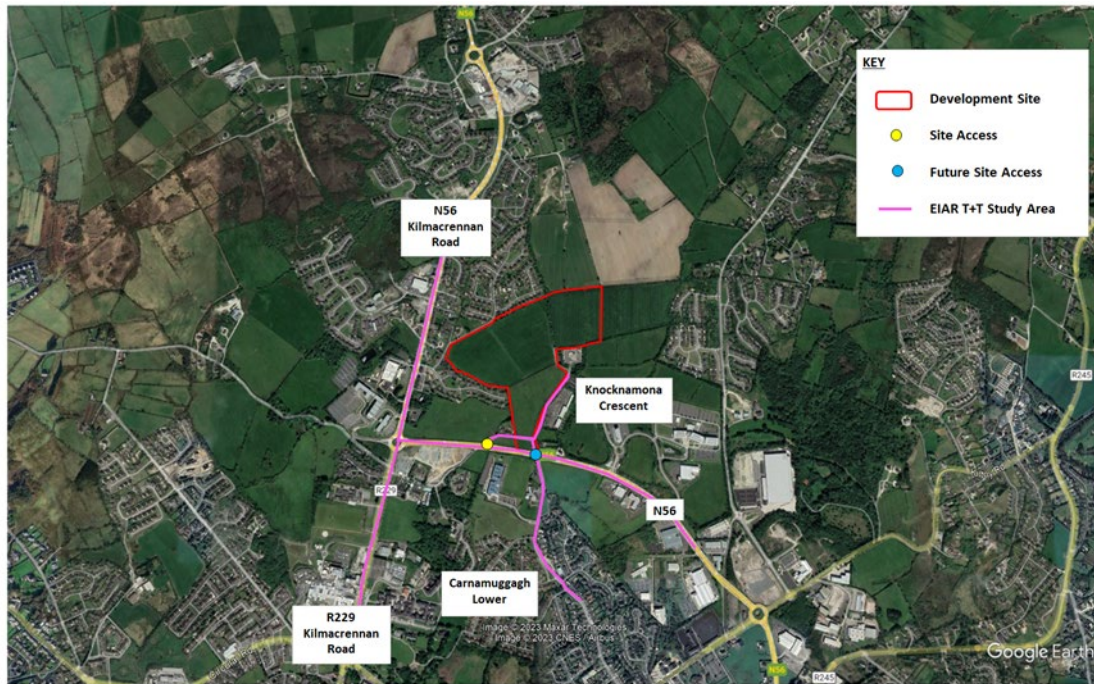 N56
KEY
Development Site
Site Access
Future Site Access
EIAR T+T Study Area
N56
Kilmacrennan
Road
R245
Knocknamona
Crescent
R229
N56
Carnamuggagh
Lower
R229
Kilmacrennan
Road
Image © 2023 Maxar Technologies
Image © 2023 CNES / Airbus
Google Earth
N56
R245